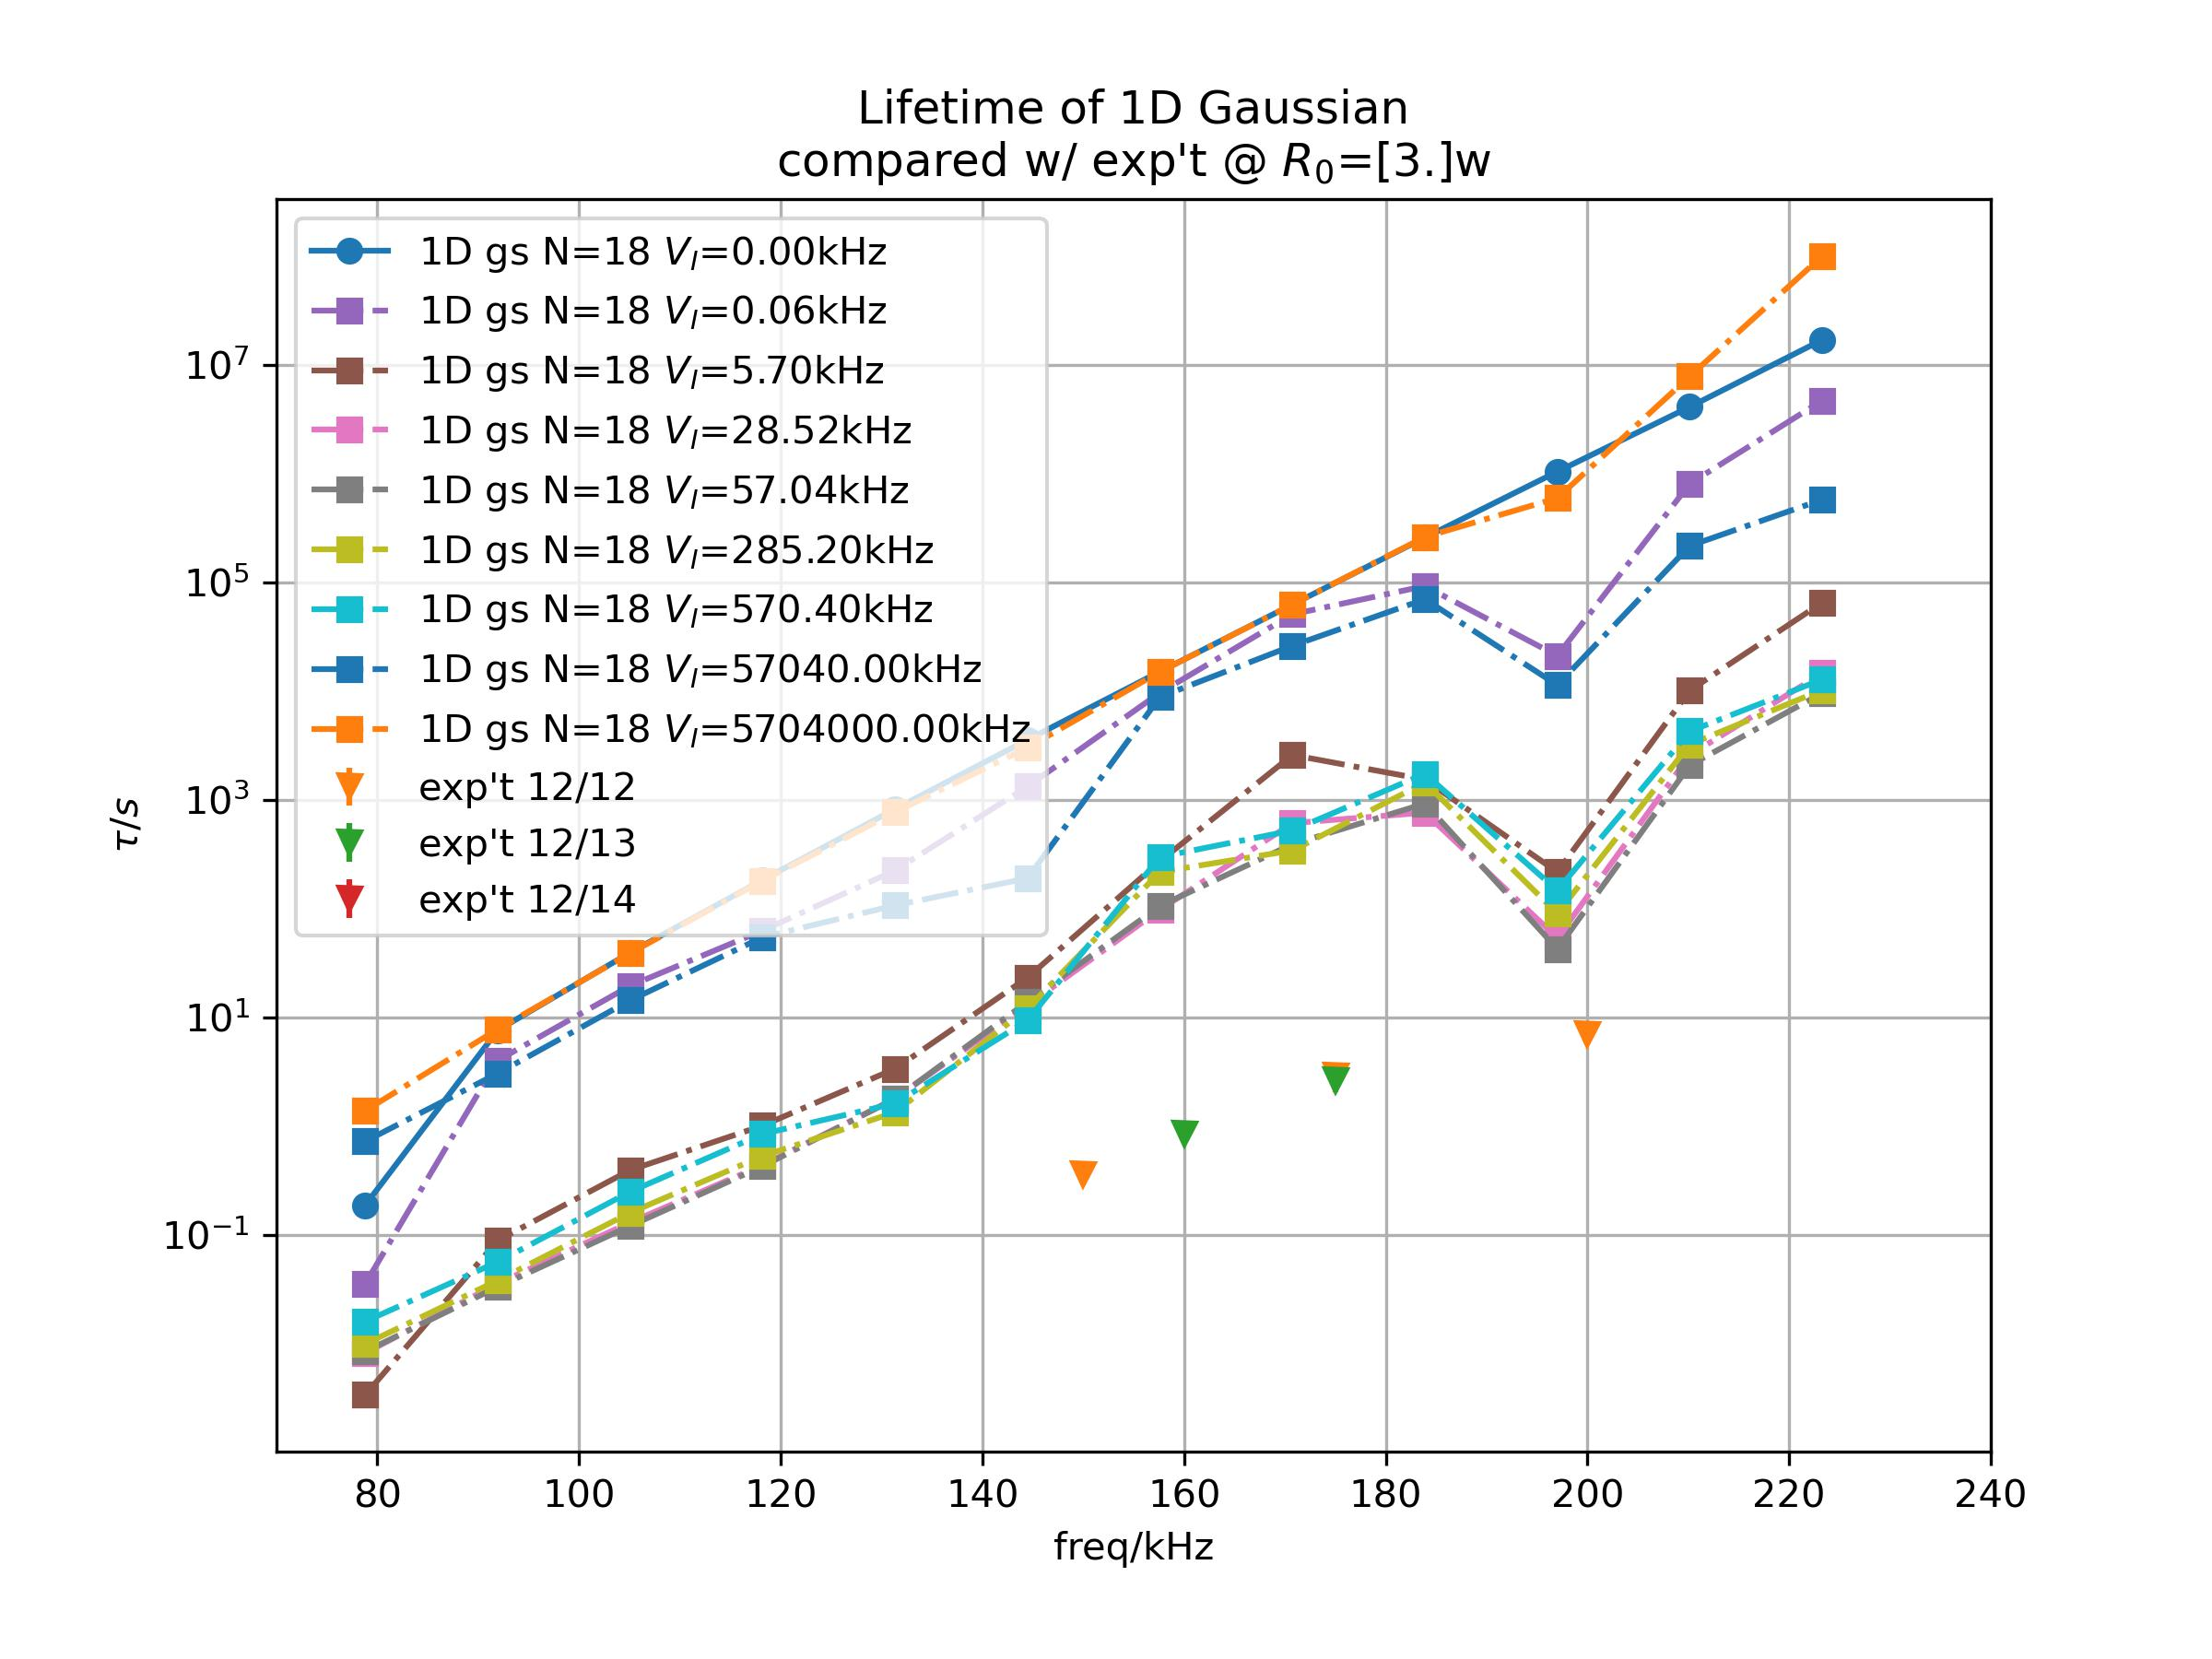 Lifetime of 1D Gaussian
compared w/ exp't @ R₀=[3.]w
1D gs N=18 V_I=0.00kHz
1D gs N=18 V_I=0.06kHz
1D gs N=18 V_I=5.70kHz
1D gs N=18 V_I=28.52kHz
1D gs N=18 V_I=57.04kHz
1D gs N=18 V_I=285.20kHz
1D gs N=18 V_I=570.40kHz
1D gs N=18 V_I=57040.00kHz
1D gs N=18 V_I=5704000.00kHz
exp't 12/12
exp't 12/13
exp't 12/14
10⁷
10⁵
10³
10¹
10⁻¹
τ/s
80 100 120 140 160 180 200 220 240
freq/kHz